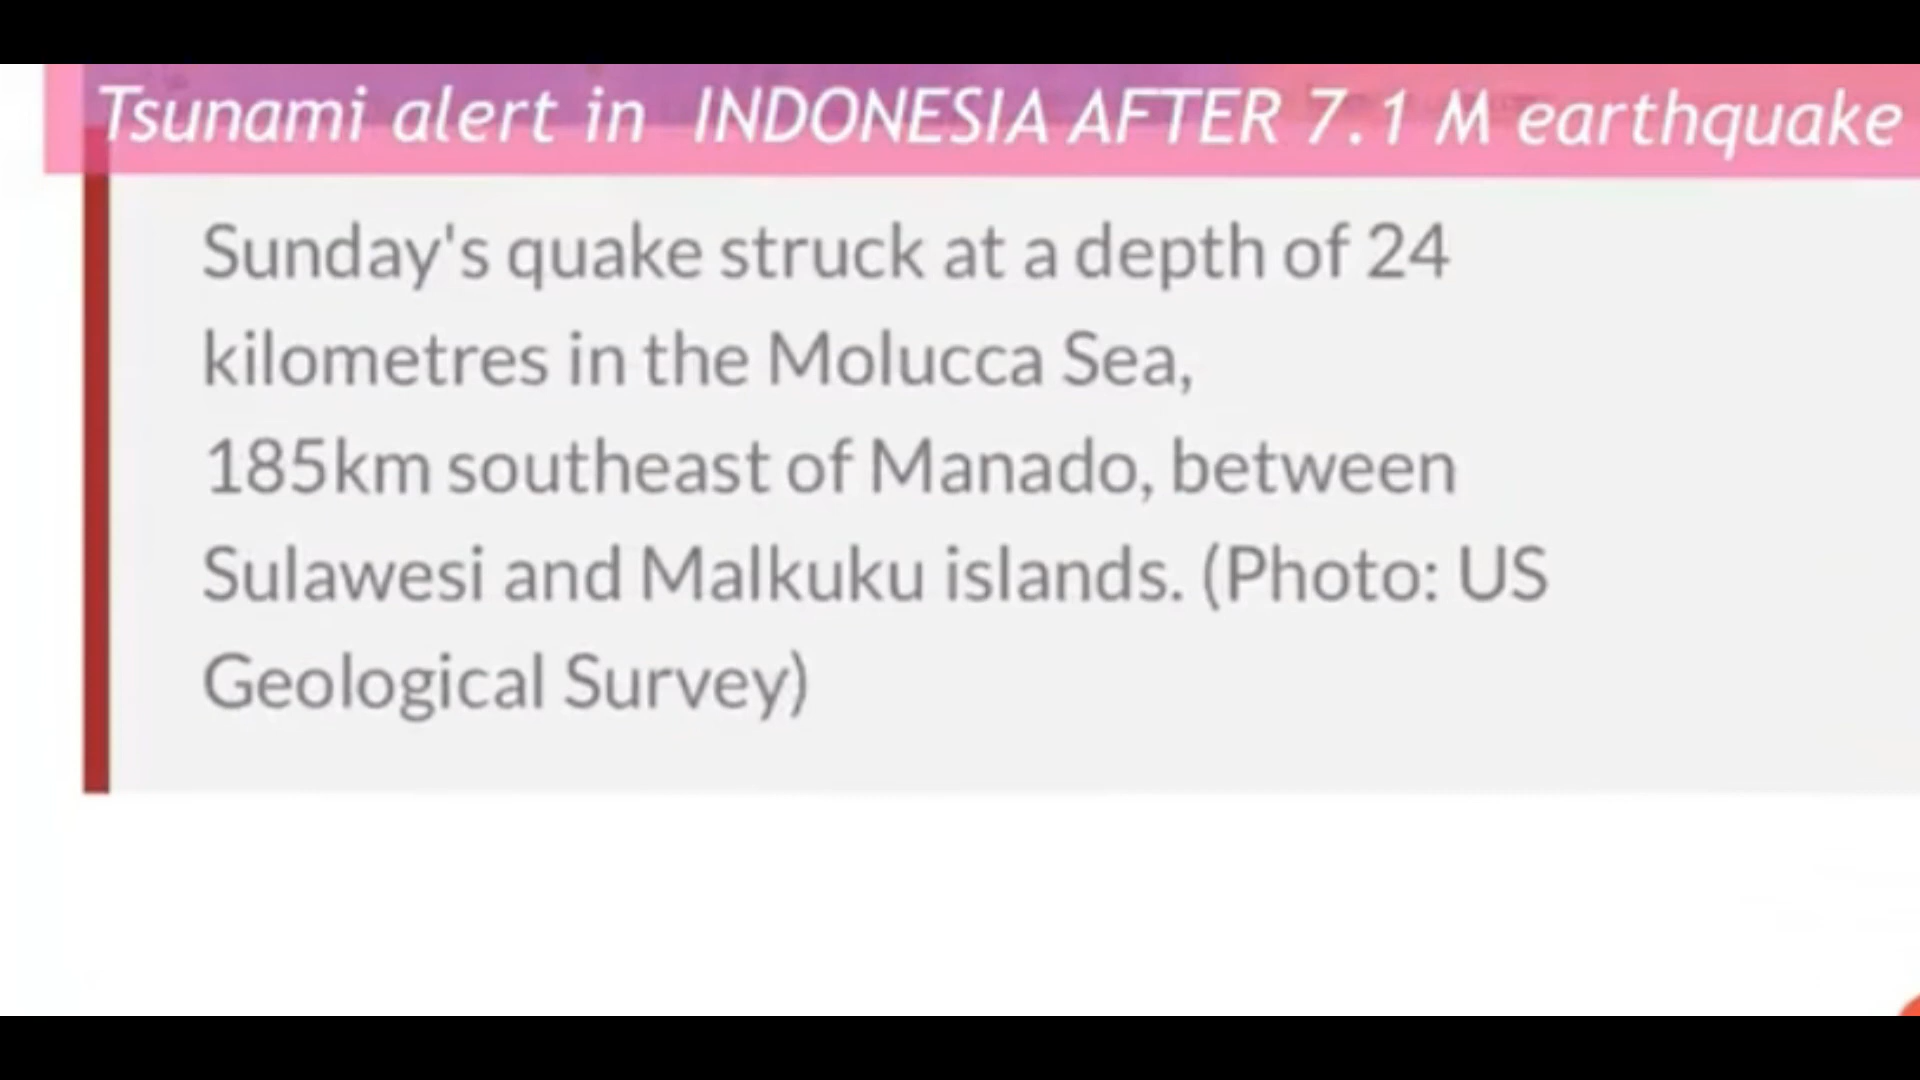 Tsunami alert in INDONESIA AFTER 7.1 M earthquake
Sunday's quake struck at a depth of 24
kilometres in the Molucca Sea,
185km southeast of Manado, between
Sulawesi and Malkuku islands. (Photo: US
Geological Survey)